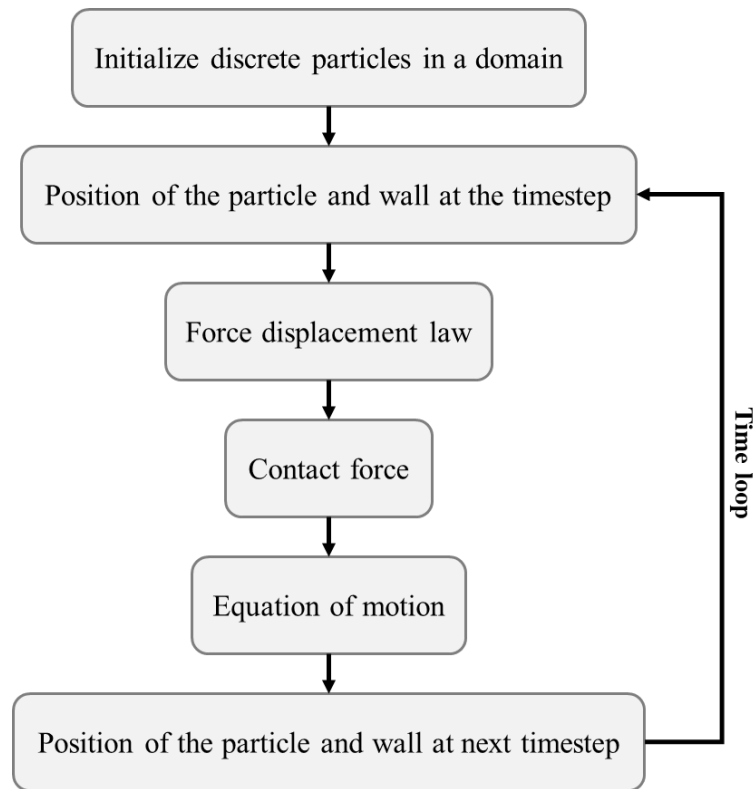 Initialize discrete particles in a domain
Position of the particle and wall at the timestep
Force displacement law
Contact force
Equation of motion
Position of the particle and wall at next timestep
Time loop